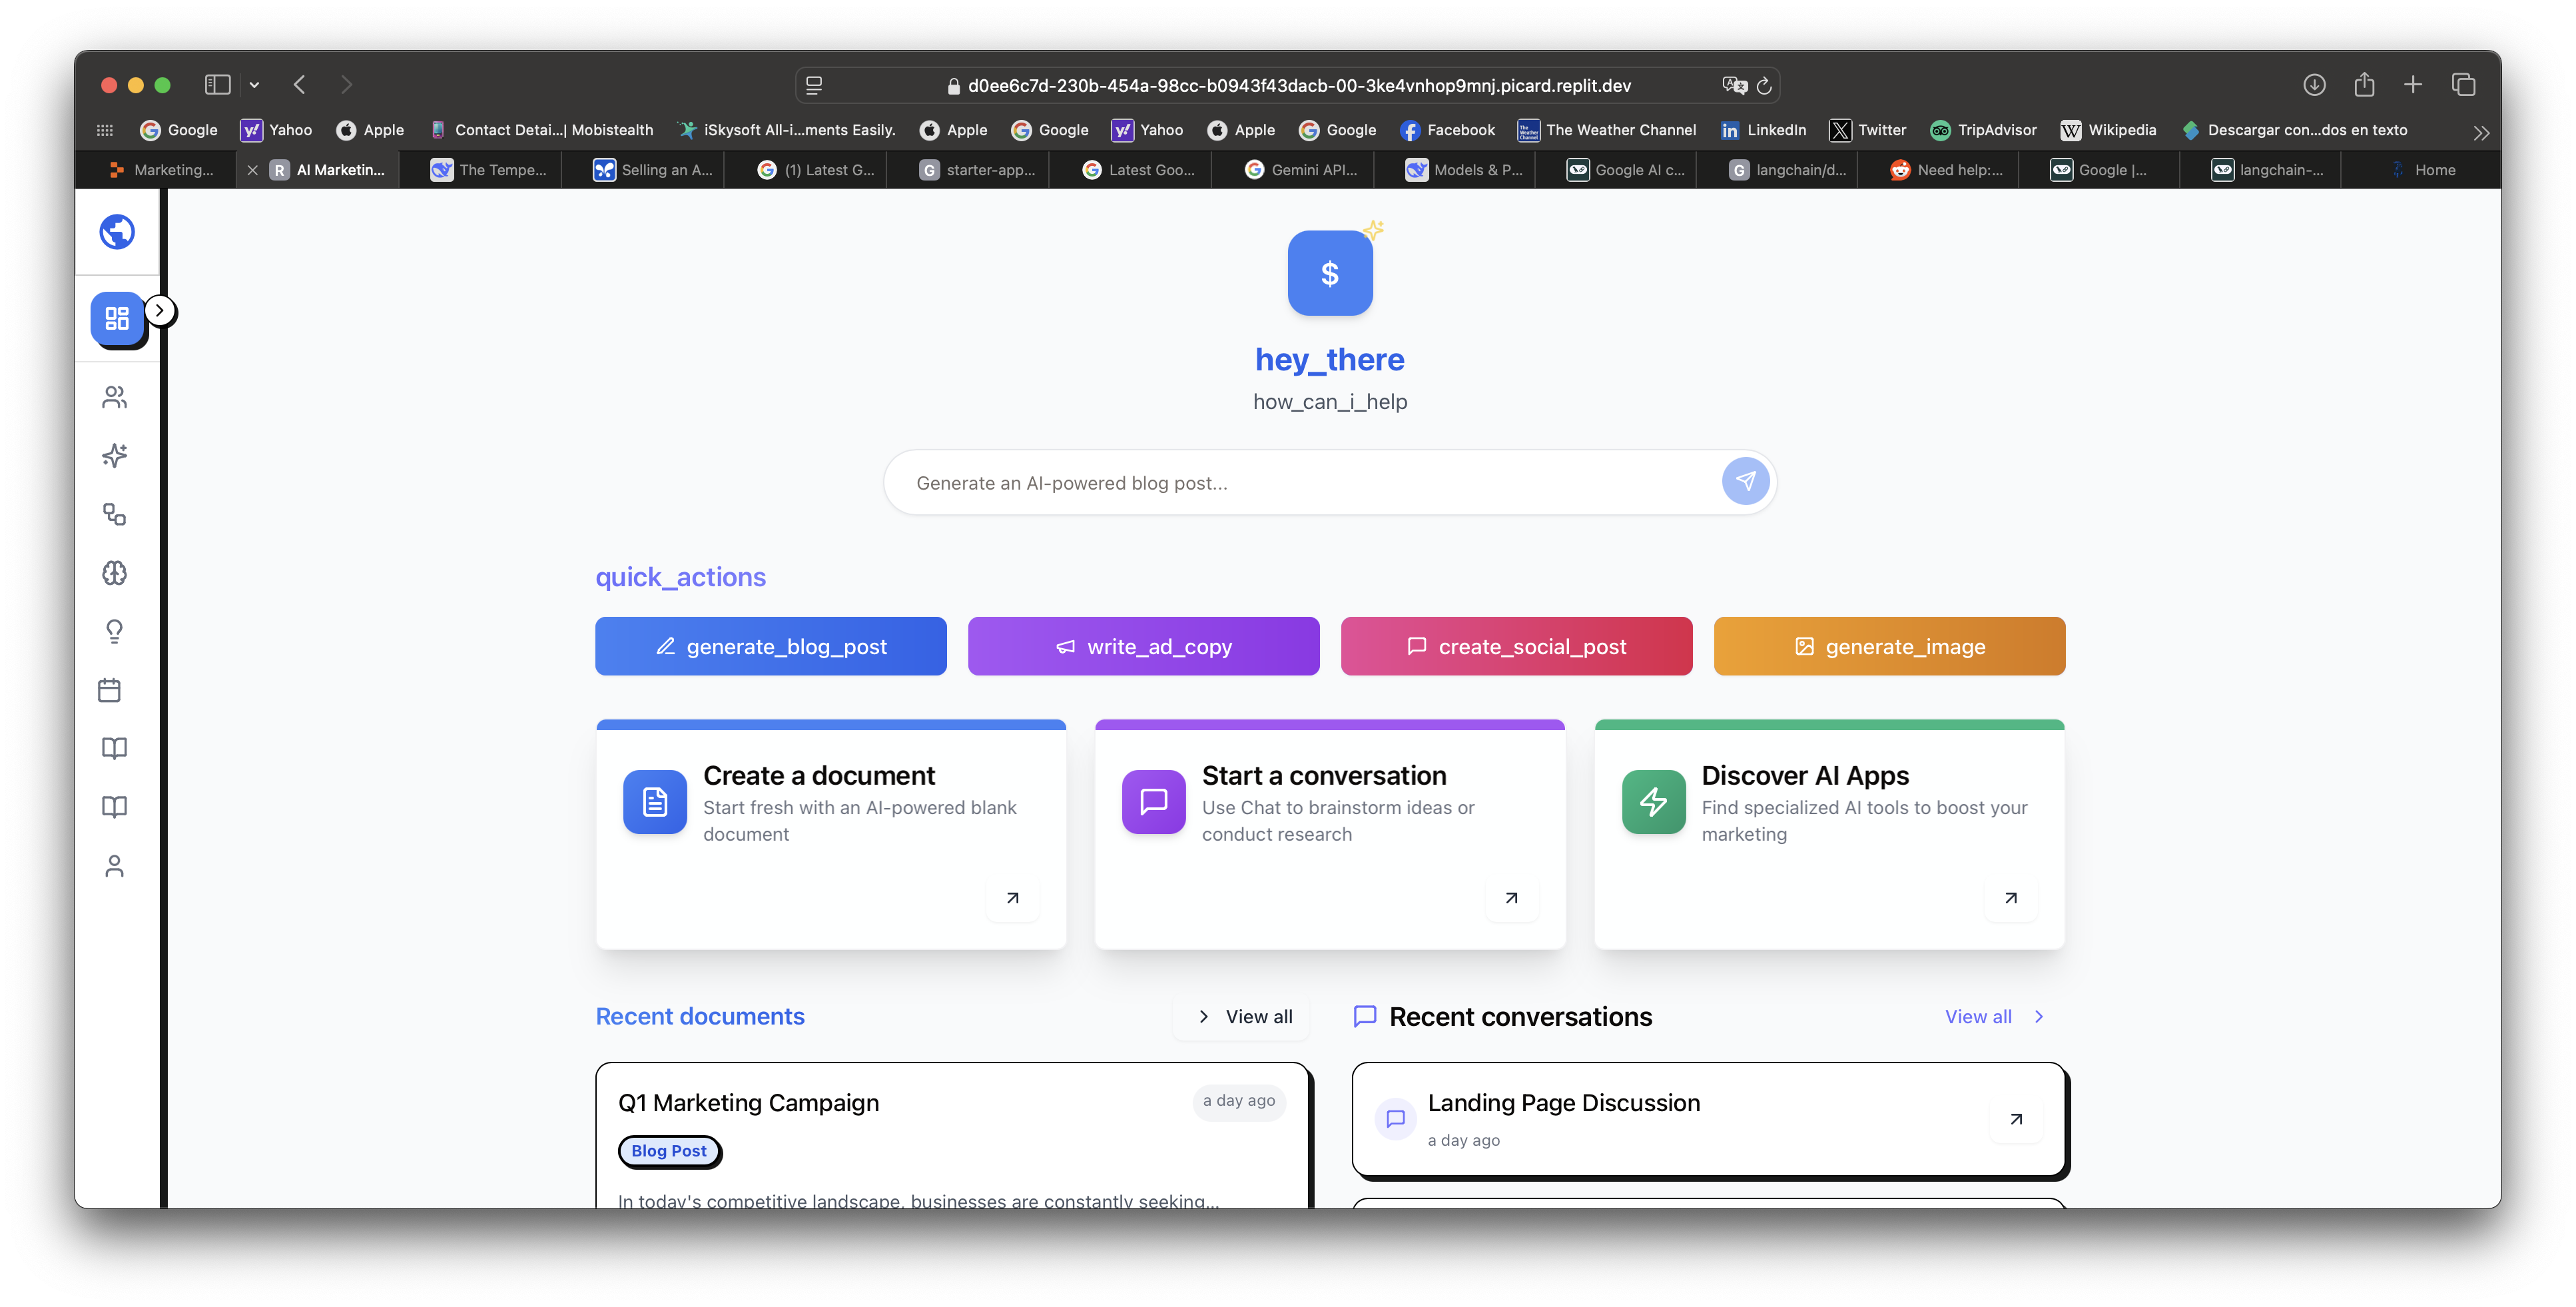 d0ee6c7d-230b-454a-98cc-b0943f43dacb-00-3ke4vnhop9mnj.picard.replit.dev
Google Yahoo Apple Contact Detai...| Mobistealth iSkysoft All-i...ments Easily. Apple Google Yahoo Apple Google Facebook The Weather Channel LinkedIn Twitter TripAdvisor Wikipedia Descargar con...dos en texto
Marketing... R AI Marketin... The Tempe... Selling an A... (1) Latest G... G starter-app... Latest Goo... Gemini API... Models & P... Google AI c... G langchain/d... Need help:... Google |... langchain-... Home
$
hey_there
how_can_i_help
Generate an AI-powered blog post...
quick_actions
generate_blog_post write_ad_copy create_social_post generate_image
Create a document
Start fresh with an AI-powered blank
document
Start a conversation
Use Chat to brainstorm ideas or
conduct research
Discover AI Apps
Find specialized AI tools to boost your
marketing
Recent documents View all
Recent conversations View all
Q1 Marketing Campaign a day ago
Blog Post
In today's competitive landscape, businesses are constantly seeking...
Landing Page Discussion
a day ago